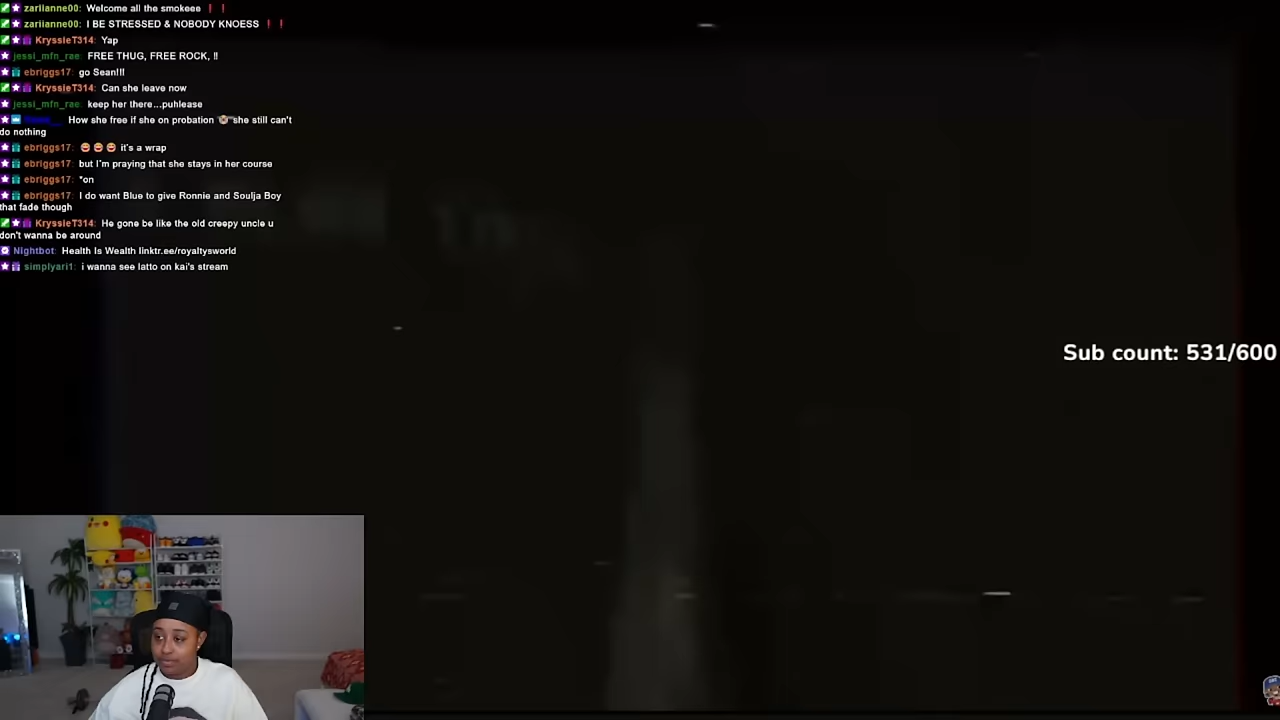 zariianne00: Welcome all the smokeee ❗❗
zariianne00: I BE STRESSED & NOBODY KNOESS ❗❗
KryssieT314: Yap
jessi_mfn_rae: FREE THUG, FREE ROCK, ‼
ebriggs17: go Sean!!!
KryssieT314: Can she leave now
jessi_mfn_rae: keep her there...puhlease
How she free if she on probation she still can't
do nothing
ebriggs17: it's a wrap
ebriggs17: but I'm praying that she stays in her course
ebriggs17: *on
ebriggs17: I do want Blue to give Ronnie and Soulja Boy
that fade though
KryssieT314: He gone be like the old creepy uncle u
don't wanna be around
Nightbot: Health Is Wealth linktr.ee/royaltysworld
simplyari1: i wanna see latto on kai's stream
Sub count: 531/600